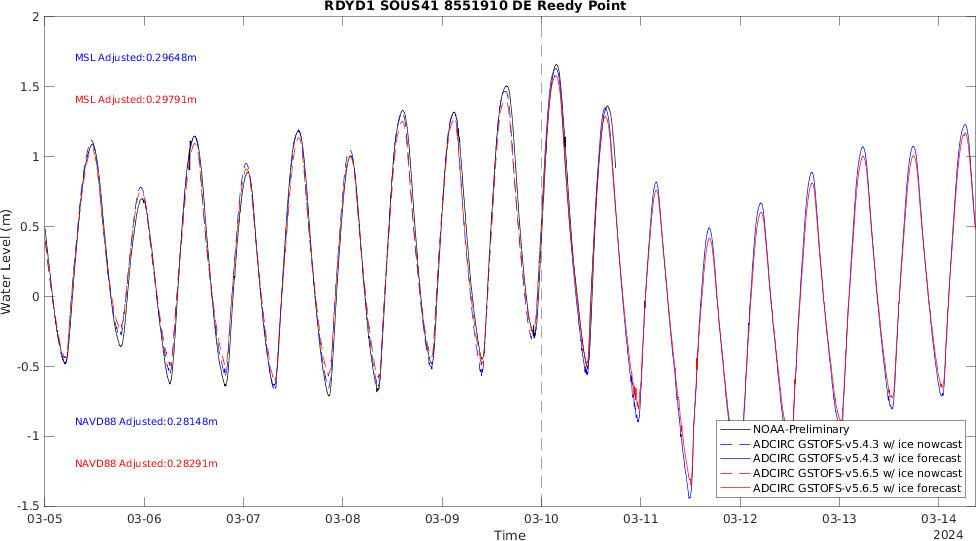 RDYD1 SOUS41 8551910 DE Reedy Point
2
1.5
1
0.5
0
-0.5
-1
-1.5
Water Level (m)
MSL Adjusted:0.29648m
MSL Adjusted:0.29791m
NAVD88 Adjusted:0.28148m
NAVD88 Adjusted:0.28291m
NOAA-Preliminary
ADCIRC GSTOFS-v5.4.3 w/ ice nowcast
ADCIRC GSTOFS-v5.4.3 w/ ice forecast
ADCIRC GSTOFS-v5.6.5 w/ ice nowcast
ADCIRC GSTOFS-v5.6.5 w/ ice forecast
03-05 03-06 03-07 03-08 03-09 03-10 03-11 03-12 03-13 03-14
Time
2024